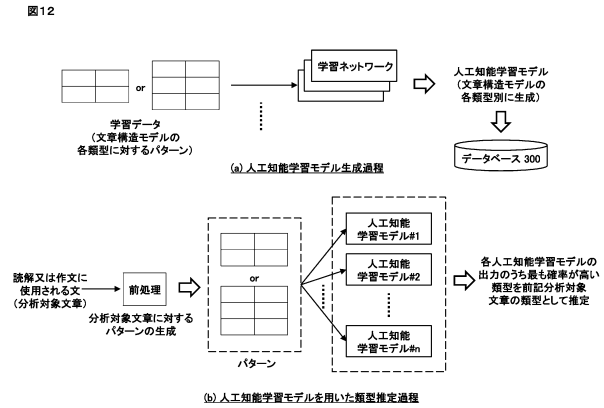 図12
学習ネットワーク
or
学習データ
(文章構造モデルの
各類型に対するパターン)
人工知能学習モデル
(文章構造モデルの
各類型別に生成)
データベース 300
(a) 人工知能学習モデル生成過程
読解又は作文に
使用される文
(分析対象文章)
前処理
分析対象文章に対する
パターンの生成
or
パターン
人工知能
学習モデル#1
人工知能
学習モデル#2
人工知能
学習モデル#n
各人工知能学習モデルの
出力のうち最も確率が高い
類型を前記分析対象
文章の類型として推定
(b) 人工知能学習モデルを用いた類型推定過程